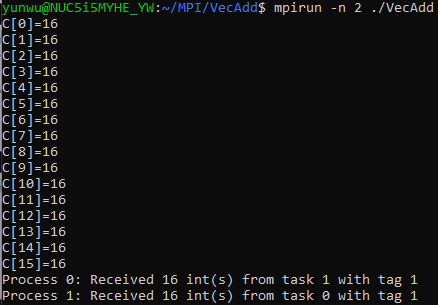 yunwu@NUC5i5MYHE_YW:~/MPI/VecAdd$ mpirun -n 2 ./VecAdd
C[0]=16
C[1]=16
C[2]=16
C[3]=16
C[4]=16
C[5]=16
C[6]=16
C[7]=16
C[8]=16
C[9]=16
C[10]=16
C[11]=16
C[12]=16
C[13]=16
C[14]=16
C[15]=16
Process 0: Received 16 int(s) from task 1 with tag 1
Process 1: Received 16 int(s) from task 0 with tag 1